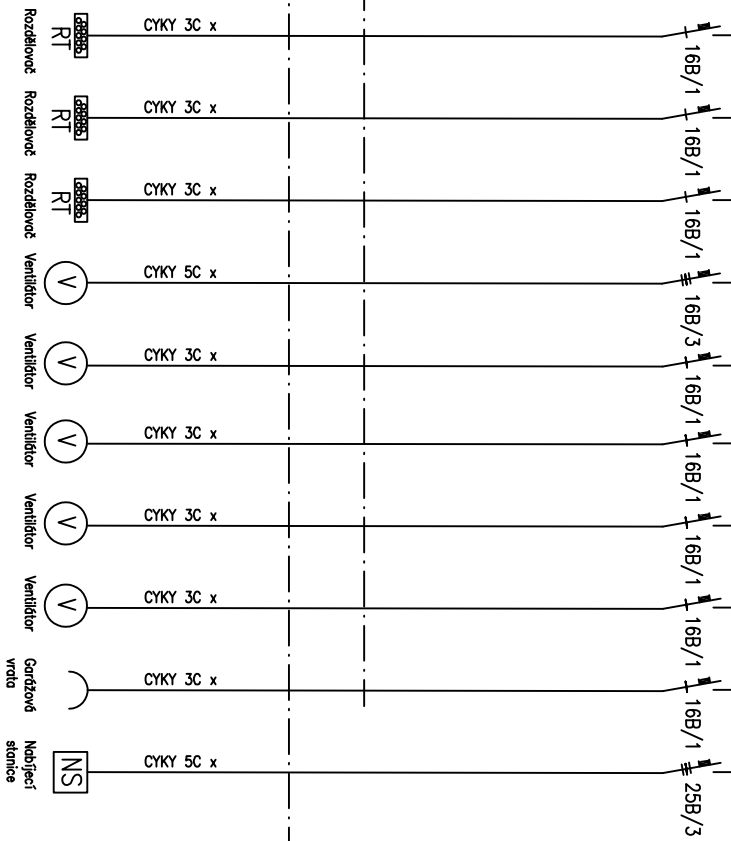 Rozdělovač
RT
CYKY 3C x
16B/1
Rozdělovač
RT
CYKY 3C x
16B/1
Rozdělovač
RT
CYKY 3C x
16B/1
Ventilátor
V
CYKY 5C x
16B/3
Ventilátor
V
CYKY 3C x
16B/1
Ventilátor
V
CYKY 3C x
16B/1
Ventilátor
V
CYKY 3C x
16B/1
Ventilátor
V
CYKY 3C x
16B/1
Garážová
vrata
CYKY 3C x
16B/1
Nabíjecí
stanice
NS
CYKY 5C x
25B/3